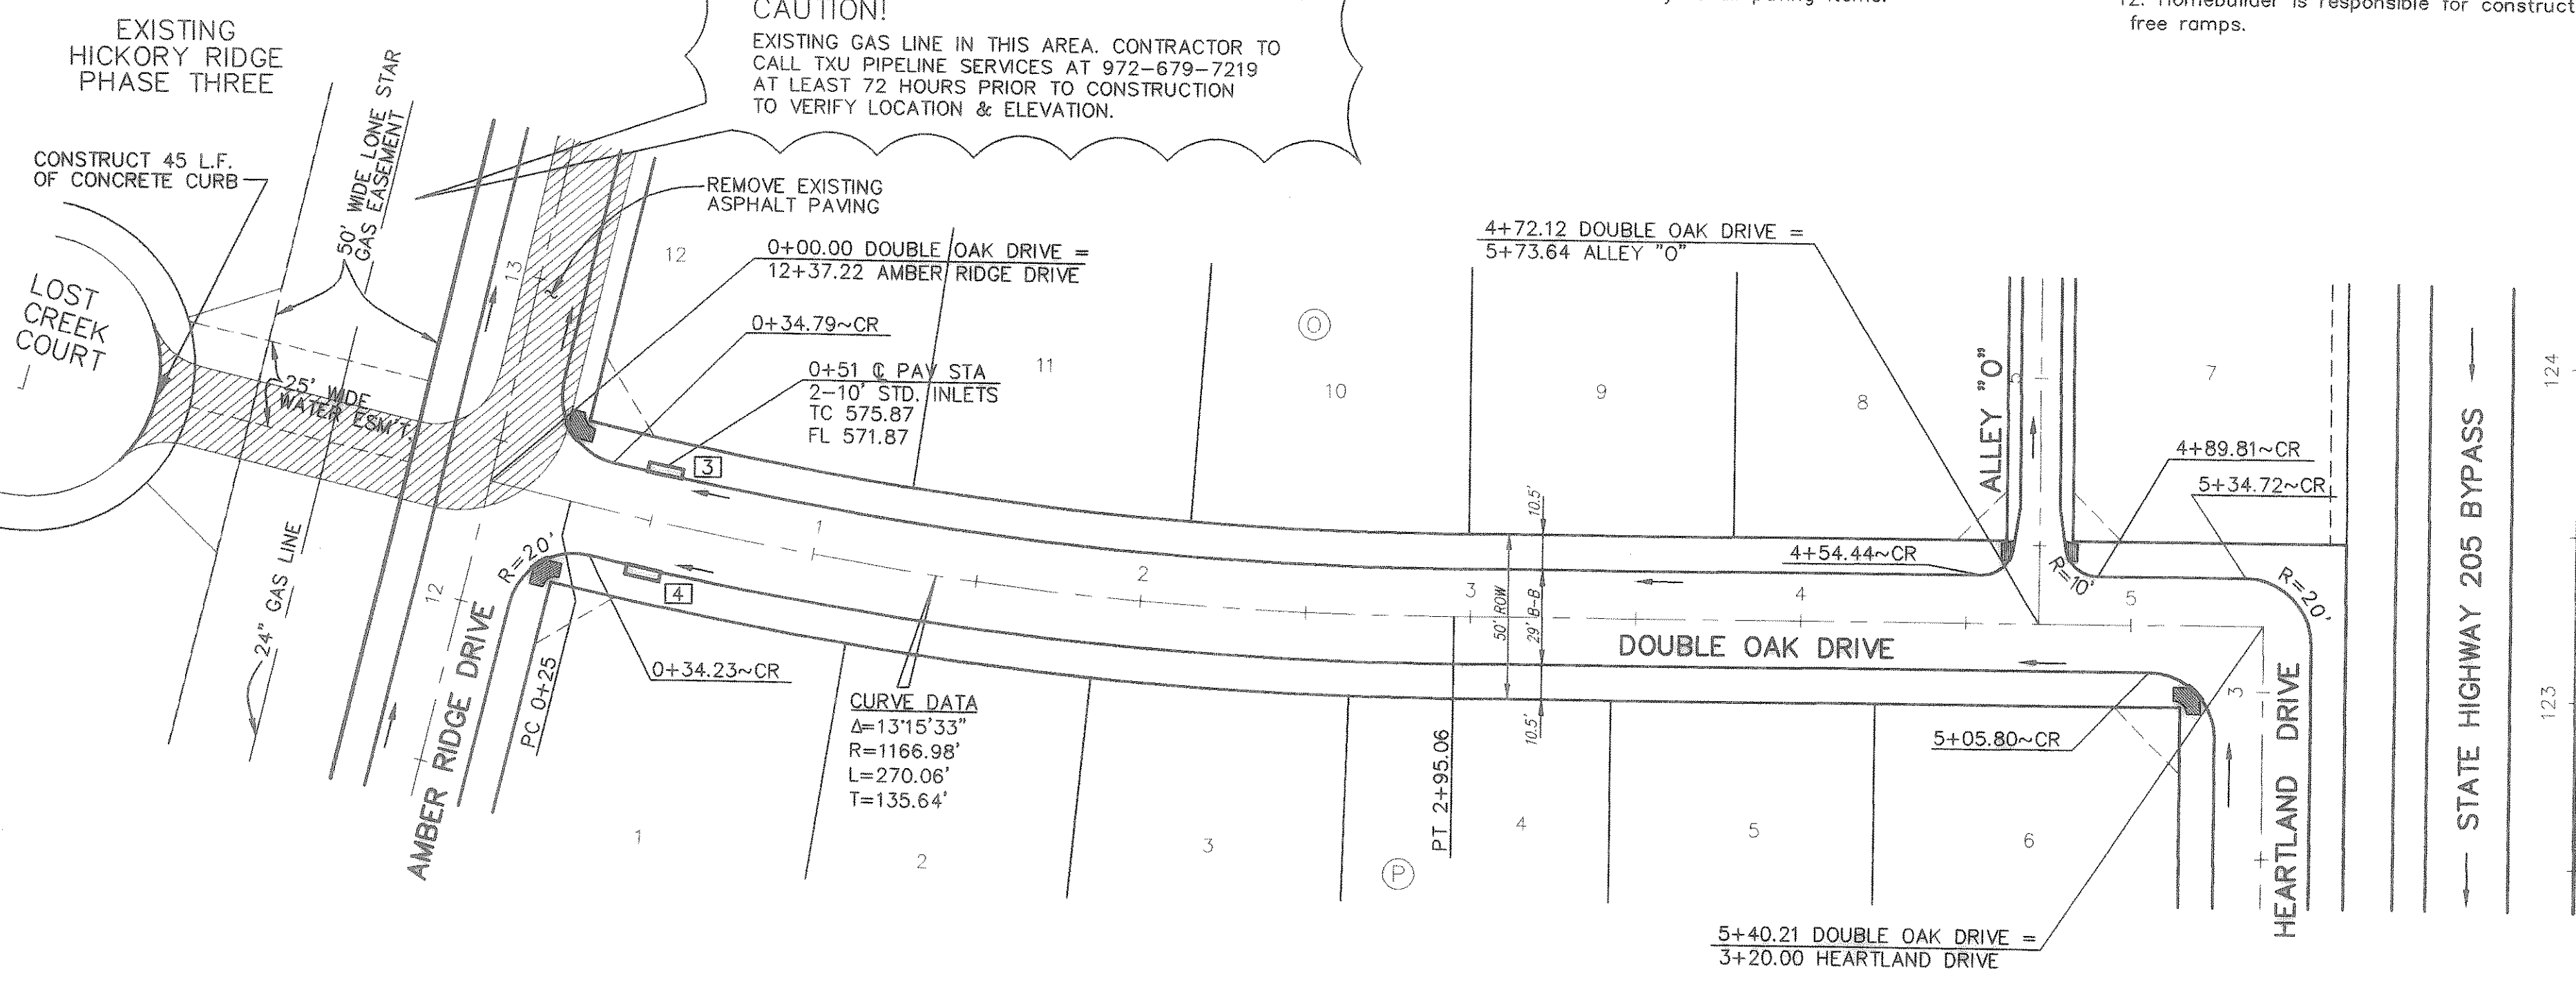 EXISTING
HICKORY RIDGE
PHASE THREE
CAUTION!
EXISTING GAS LINE IN THIS AREA. CONTRACTOR TO
CALL TXU PIPELINE SERVICES AT 972-679-7219
AT LEAST 72 HOURS PRIOR TO CONSTRUCTION
TO VERIFY LOCATION & ELEVATION.
paving items.
12. Homebuilder is responsible for construct
free ramps.
CONSTRUCT 45 L.F.
OF CONCRETE CURB
50' WIDE LONE STAR
GAS EASEMENT
REMOVE EXISTING
ASPHALT PAVING
LOST
CREEK
COURT
25' WIDE
WATER ESM'T.
24" GAS LINE
13
12
12
0+00.00 DOUBLE OAK DRIVE =
12+37.22 AMBER RIDGE DRIVE
0+34.79~CR
0+51 ℄ PAV STA
2-10' STD. INLETS
TC 575.87
FL 571.87
3
4
11
O
10
9
8
7
4+72.12 DOUBLE OAK DRIVE =
5+73.64 ALLEY "O"
ALLEY "O"
5
4+89.81~CR
5+34.72~CR
4+54.44~CR
R=10'
R=20'
R=20'
AMBER RIDGE DRIVE
PC 0+25
0+34.23~CR
1
2
3
4
5
10.5'
50' ROW
29' B-B
10.5'
DOUBLE OAK DRIVE
CURVE DATA
Δ=13°15'33"
R=1166.98'
L=270.06'
T=135.64'
PT 2+95.06
1
2
3
P
4
5
6
5+05.80~CR
3
HEARTLAND DRIVE
5+40.21 DOUBLE OAK DRIVE =
3+20.00 HEARTLAND DRIVE
STATE HIGHWAY 205 BYPASS
124
123